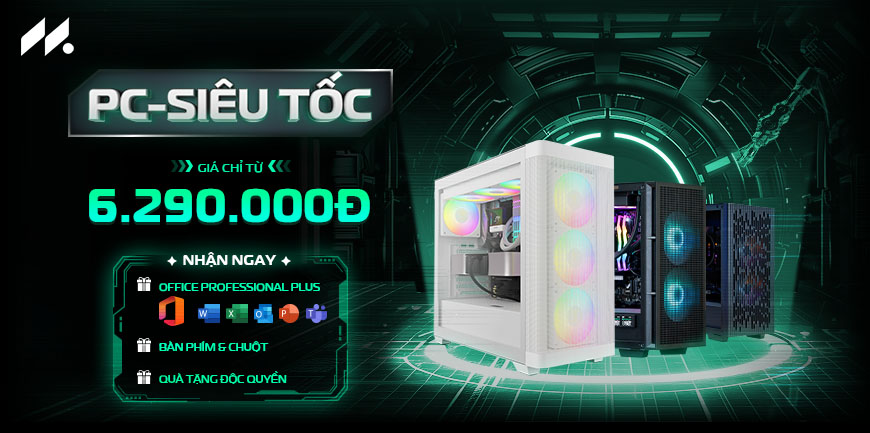 PC-SIÊU TỐC
GIÁ CHỈ TỪ
6.290.000Đ
NHẬN NGAY
OFFICE PROFESSIONAL PLUS
BÀN PHÍM & CHUỘT
QUÀ TẶNG ĐỘC QUYỀN